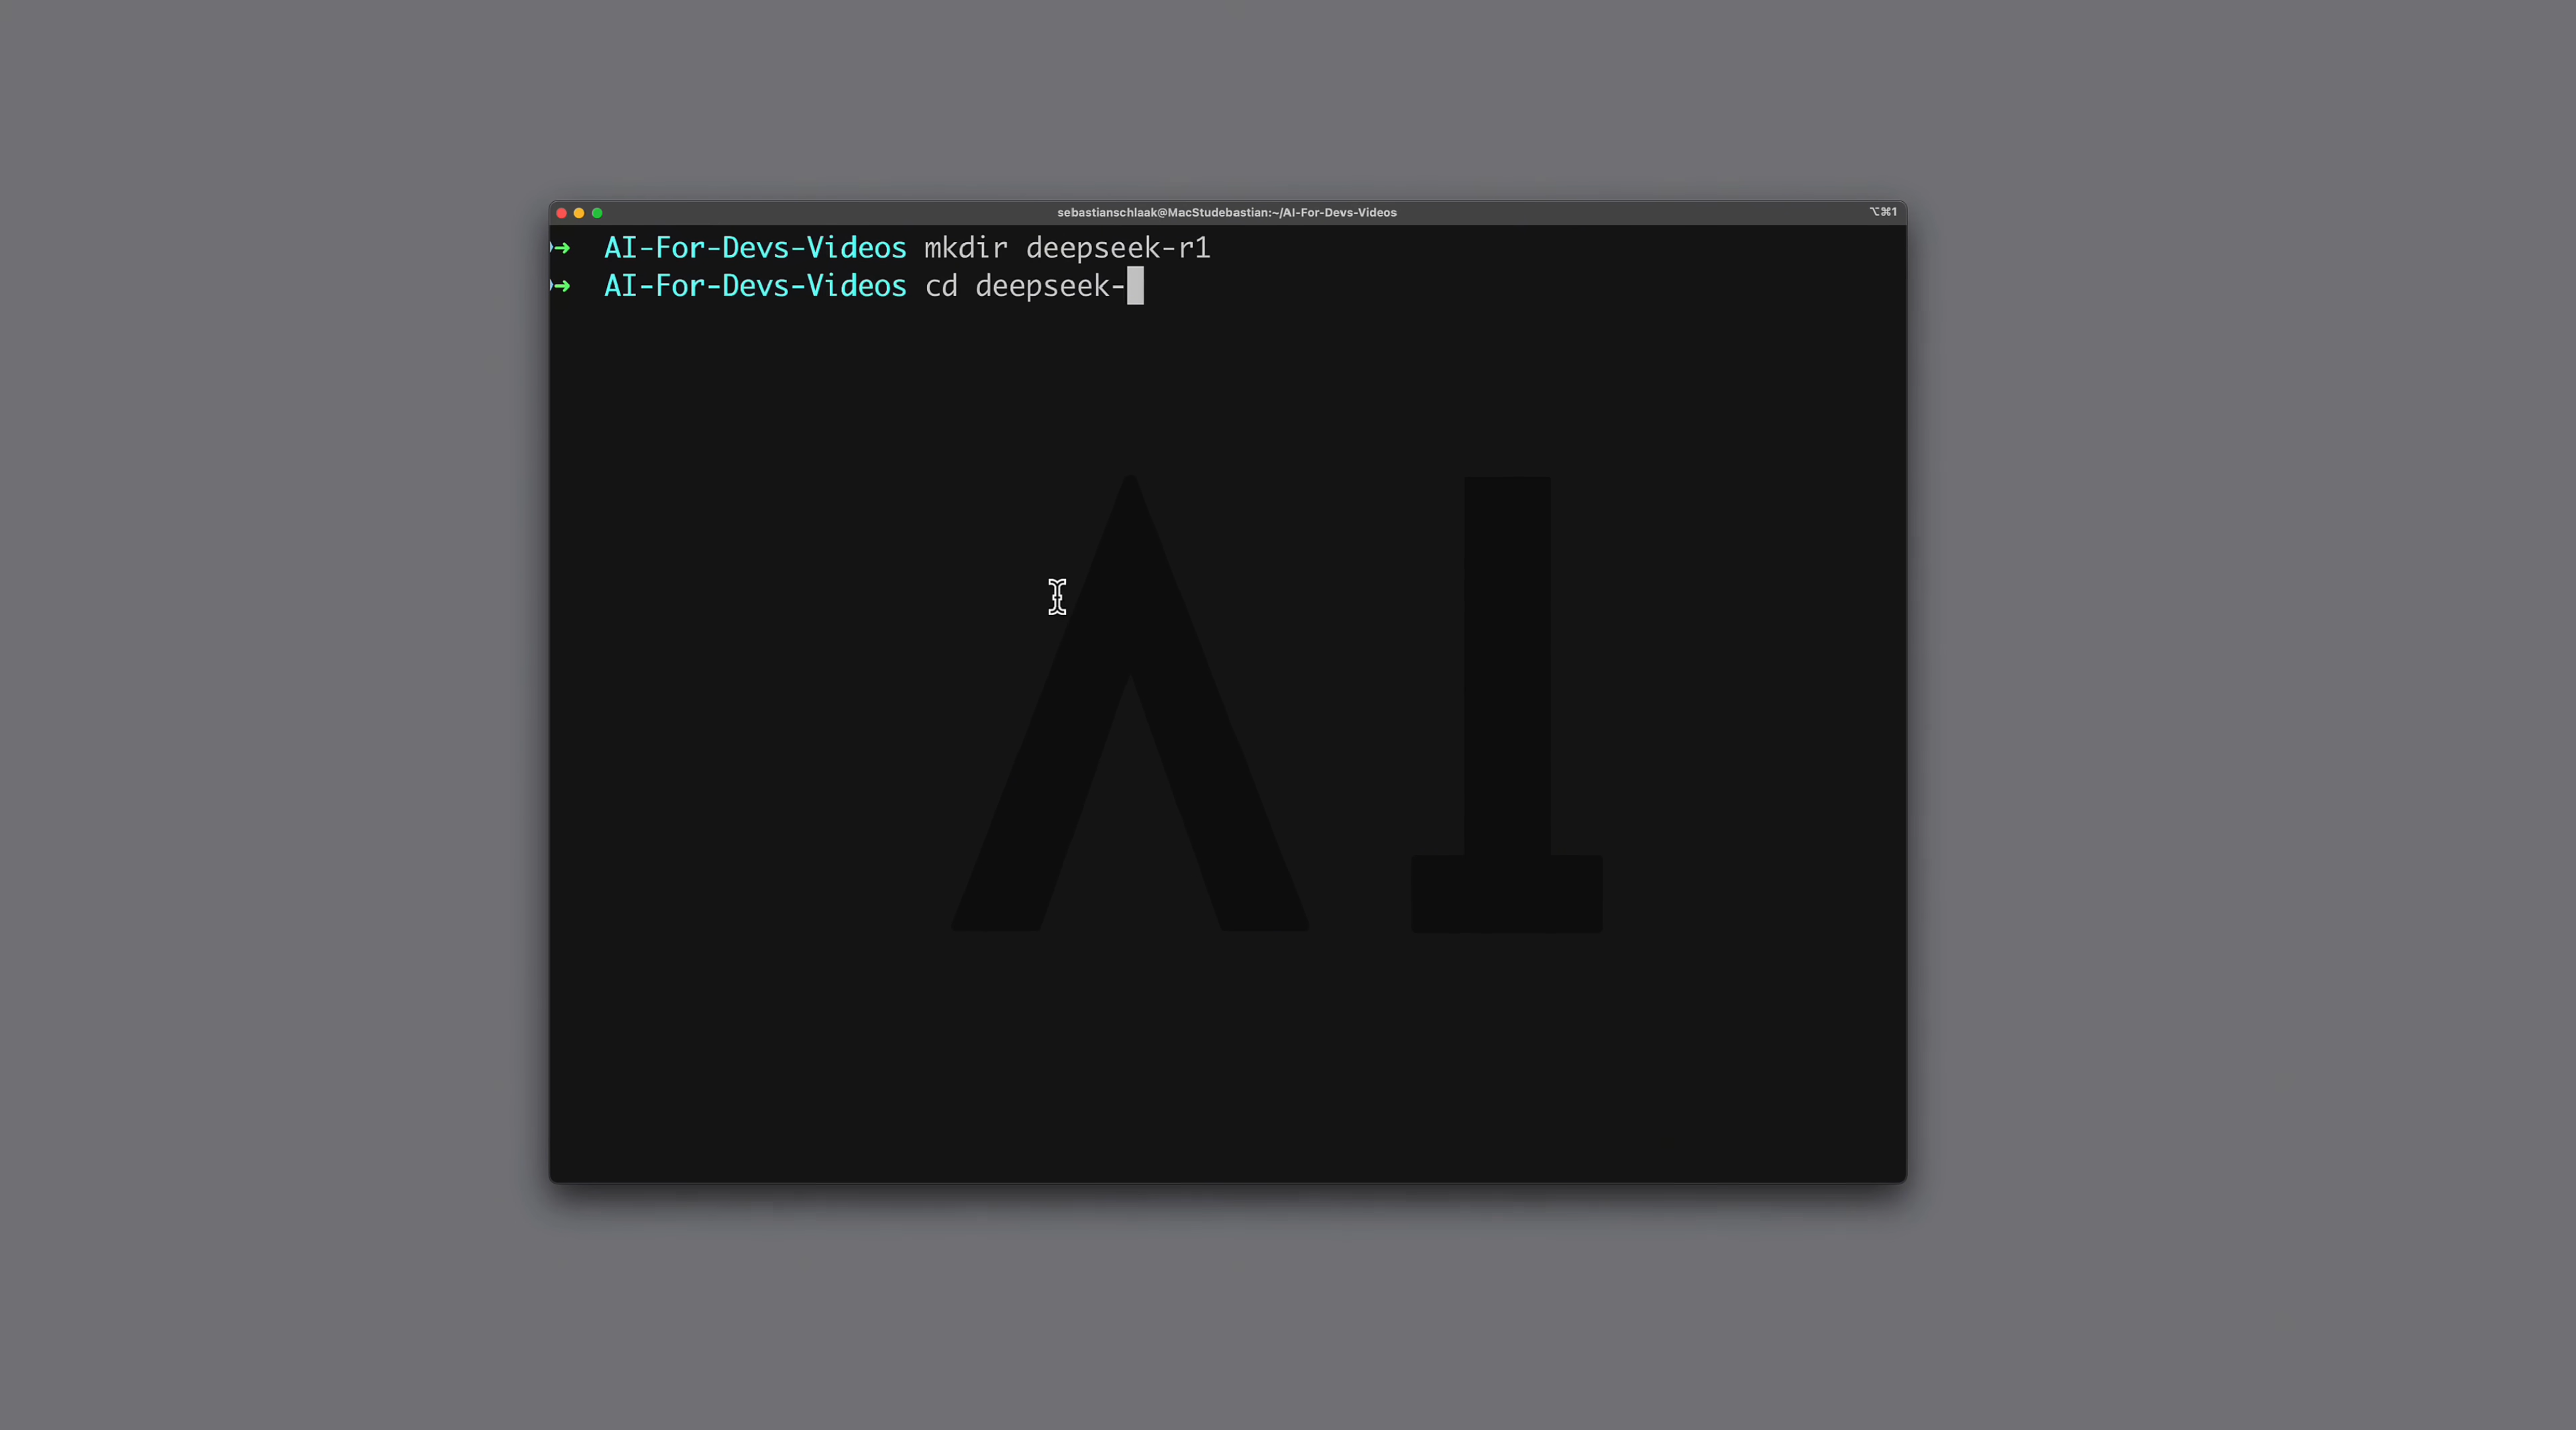 sebastianschlaak@MacStudebastian:~/AI-For-Devs-Videos ⌥⌘1
➜ AI-For-Devs-Videos mkdir deepseek-r1
➜ AI-For-Devs-Videos cd deepseek-
AI